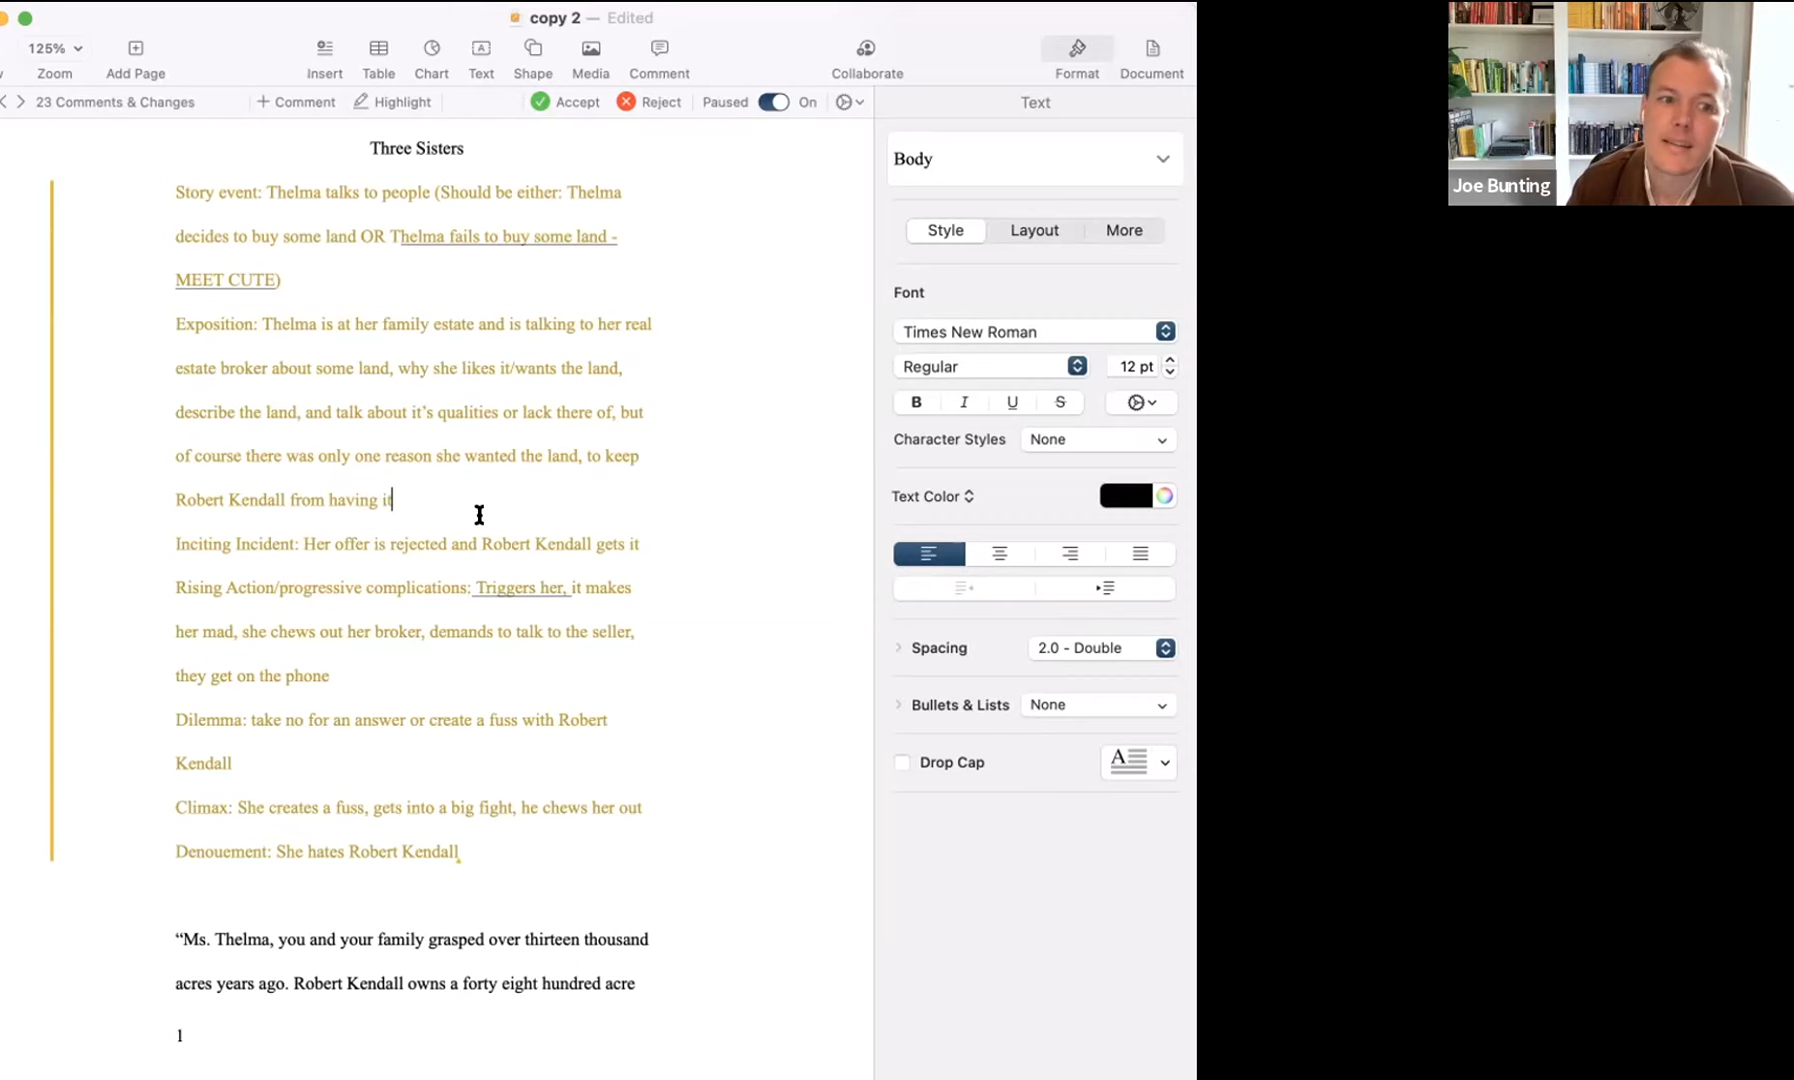 copy 2 — Edited
125%
Zoom
Add Page
Insert
Table
Chart
Text
Shape
Media
Comment
Collaborate
Format
Document
23 Comments & Changes
Comment
Highlight
Accept
Reject
Paused
On
Text
Three Sisters
Story event: Thelma talks to people (Should be either: Thelma
decides to buy some land OR Thelma fails to buy some land -
MEET CUTE)
Exposition: Thelma is at her family estate and is talking to her real
estate broker about some land, why she likes it/wants the land,
describe the land, and talk about it’s qualities or lack there of, but
of course there was only one reason she wanted the land, to keep
Robert Kendall from having it
Inciting Incident: Her offer is rejected and Robert Kendall gets it
Rising Action/progressive complications: Triggers her, it makes
her mad, she chews out her broker, demands to talk to the seller,
they get on the phone
Dilemma: take no for an answer or create a fuss with Robert
Kendall
Climax: She creates a fuss, gets into a big fight, he chews her out
Denouement: She hates Robert Kendall
“Ms. Thelma, you and your family grasped over thirteen thousand
acres years ago. Robert Kendall owns a forty eight hundred acre
1
Body
Style
Layout
More
Font
Times New Roman
Regular
12 pt
B
I
U
S
Character Styles
None
Text Color
Spacing
2.0 - Double
Bullets & Lists
None
Drop Cap
A
Joe Bunting